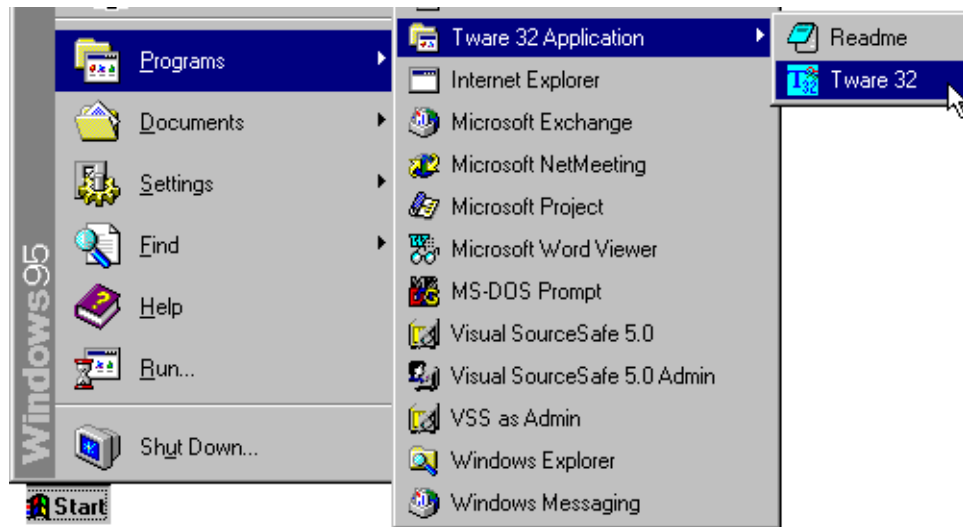 Programs
Documents
Settings
Find
Help
Run...
Shut Down...
Windows95
Start
Tware 32 Application
Internet Explorer
Microsoft Exchange
Microsoft NetMeeting
Microsoft Project
Microsoft Word Viewer
MS-DOS Prompt
Visual SourceSafe 5.0
Visual SourceSafe 5.0 Admin
VSS as Admin
Windows Explorer
Windows Messaging
Readme
Tware 32